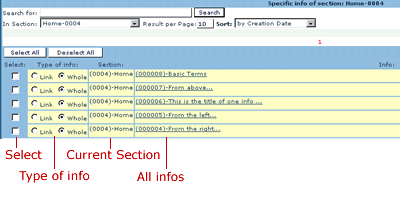 Specific info of section: Home-0004
Search for: Search
In Section: Home-0004 Result per Page: 10 Sort: by Creation Date
1
Select All Deselect All
Select: Type of info: Section: Info:
Link Whole (0004)-Home (000008)-Basic Terms
Link Whole (0004)-Home (000007)-From above...
Link Whole (0004)-Home (000006)-This is the title of one info ...
Link Whole (0004)-Home (000005)-From the left...
Link Whole (0004)-Home (000004)-From the right...
Select Current Section
Type of info All infos